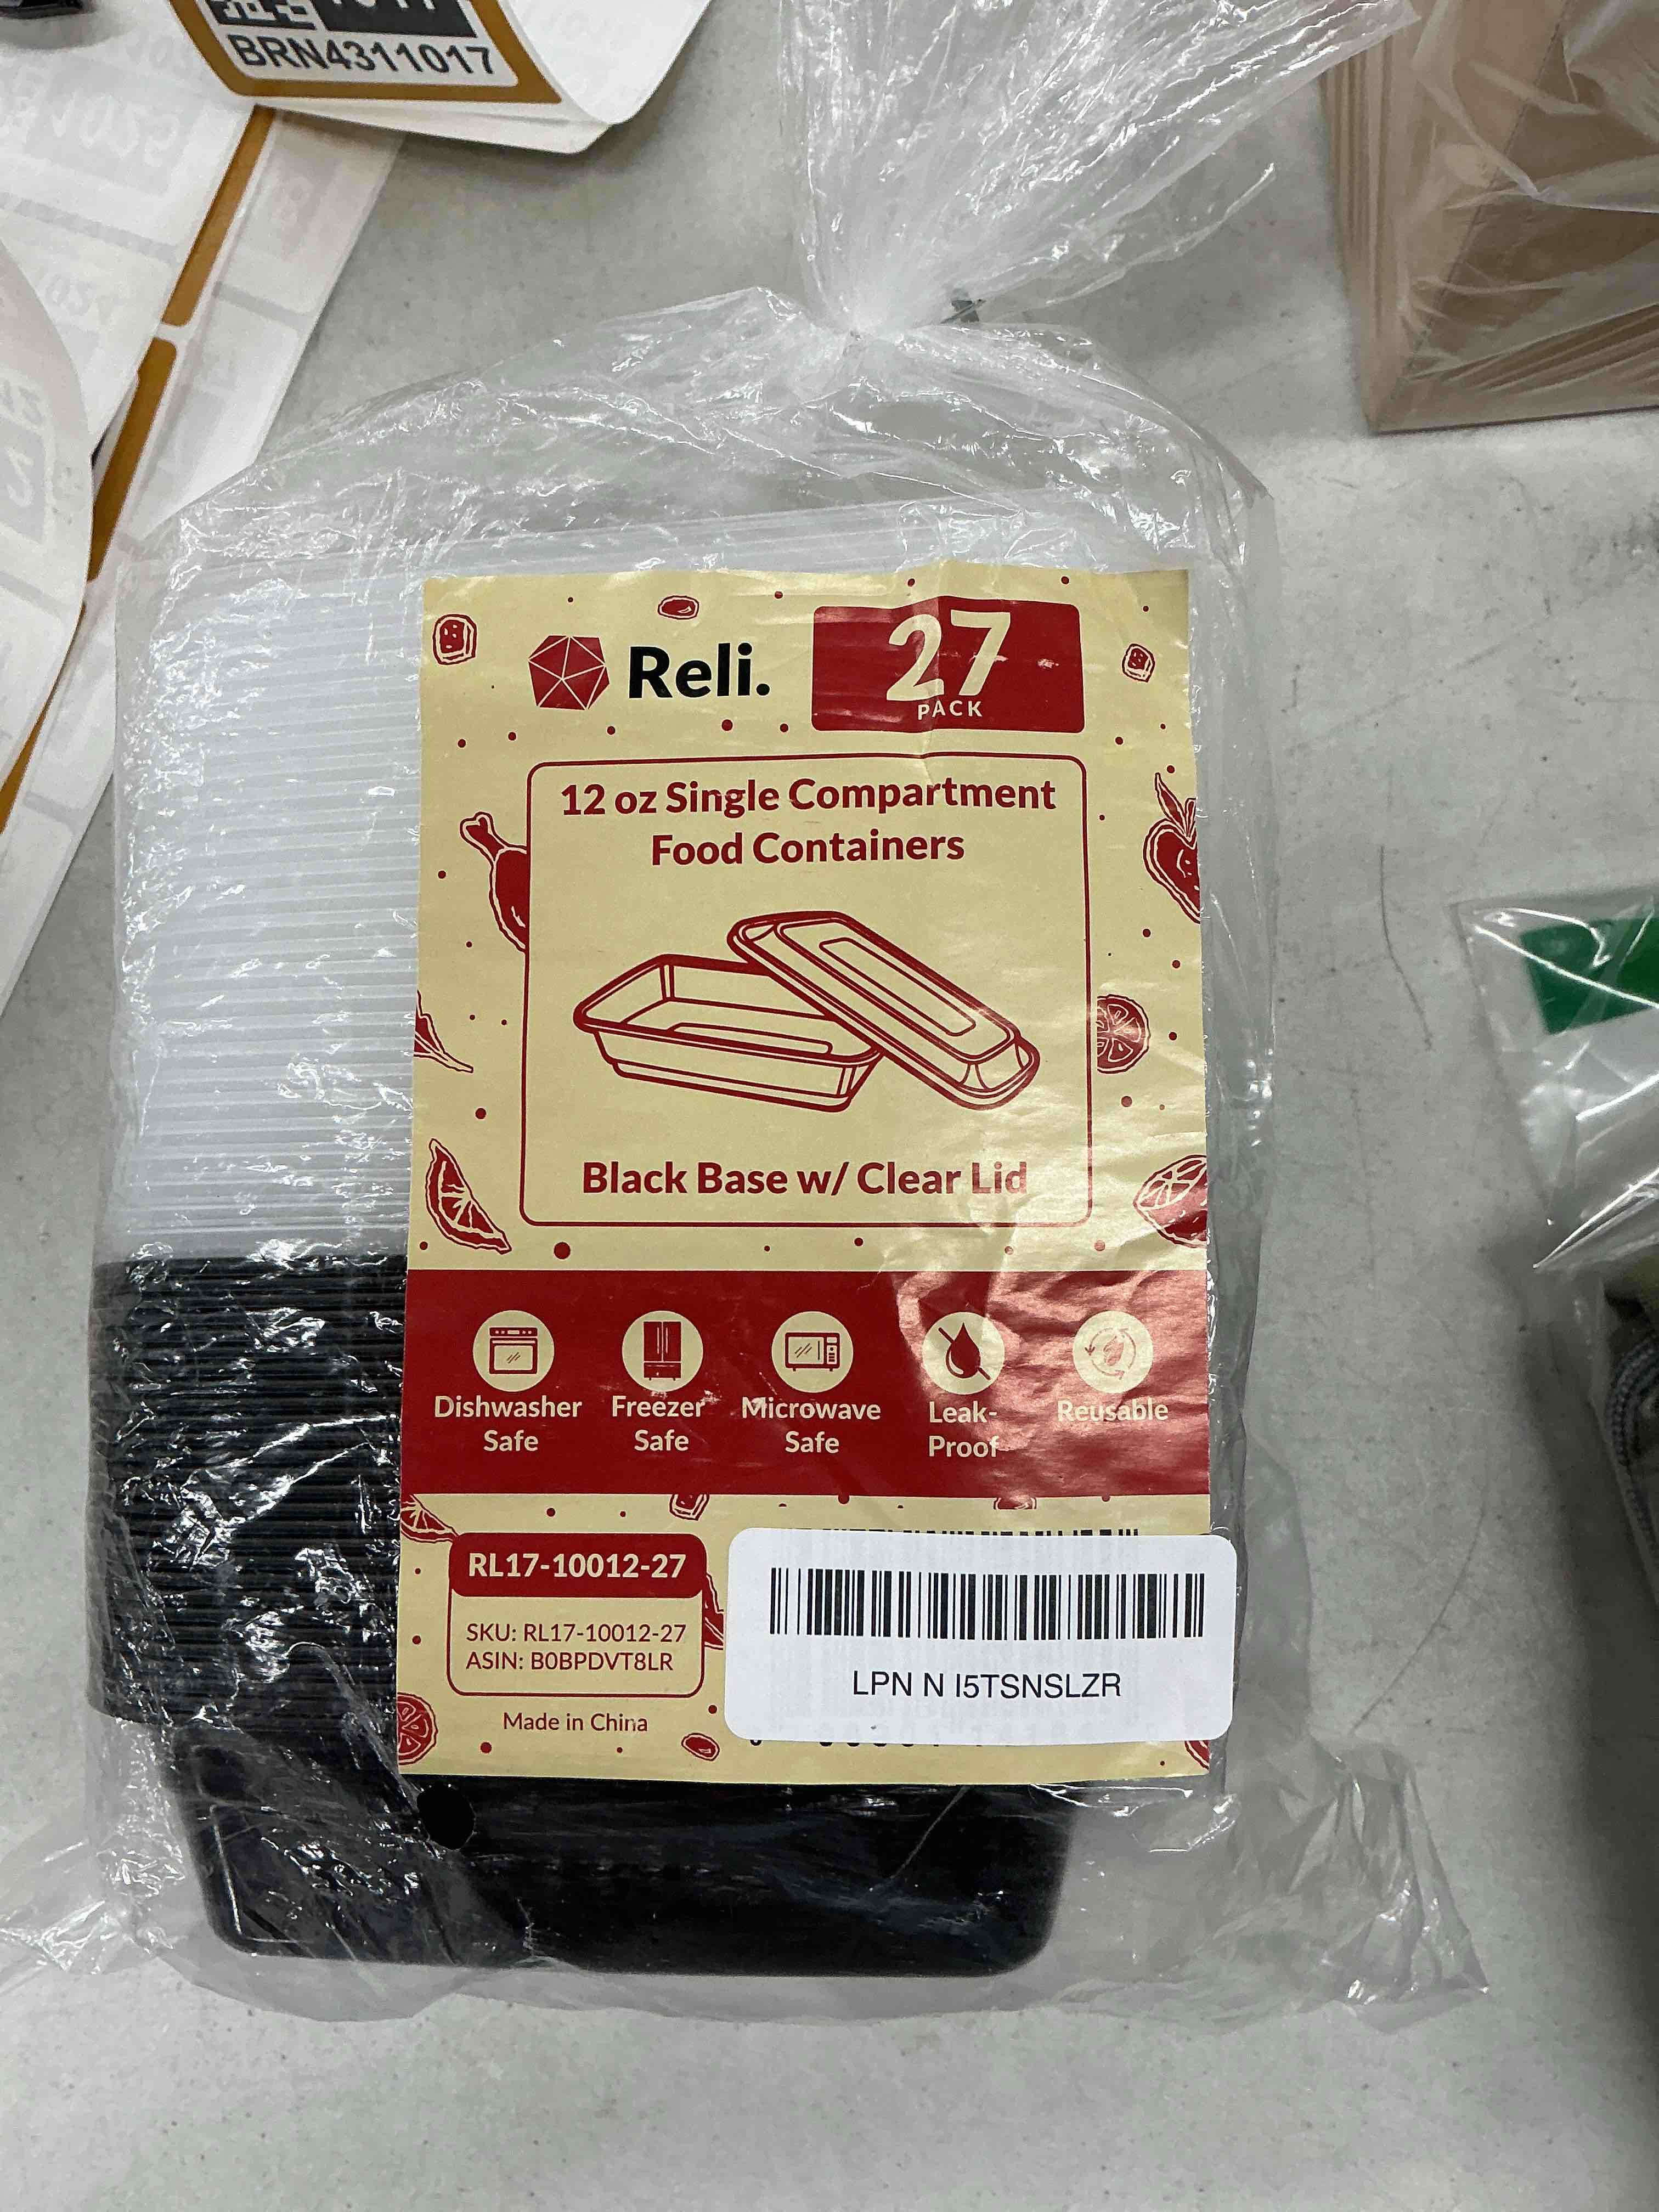 BRN4311017
Reli.
27
PACK
12 oz Single Compartment
Food Containers
Black Base w/ Clear Lid
Dishwasher
Safe
Freezer
Safe
Microwave
Safe
Leak-
Proof
Reusable
RL17-10012-27
SKU: RL17-10012-27
ASIN: B0BPDVT8LR
Made in China
LPN N I5TSNSLZR